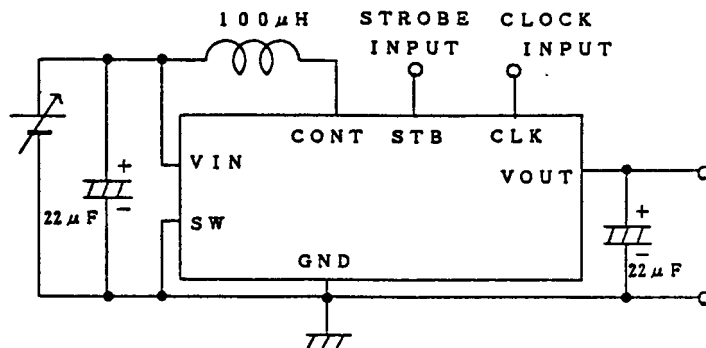 100μH
STROBE INPUT
CLOCK INPUT
CONT
STB
CLK
VIN
VOUT
+
-
22μF
SW
+
-
22μF
GND